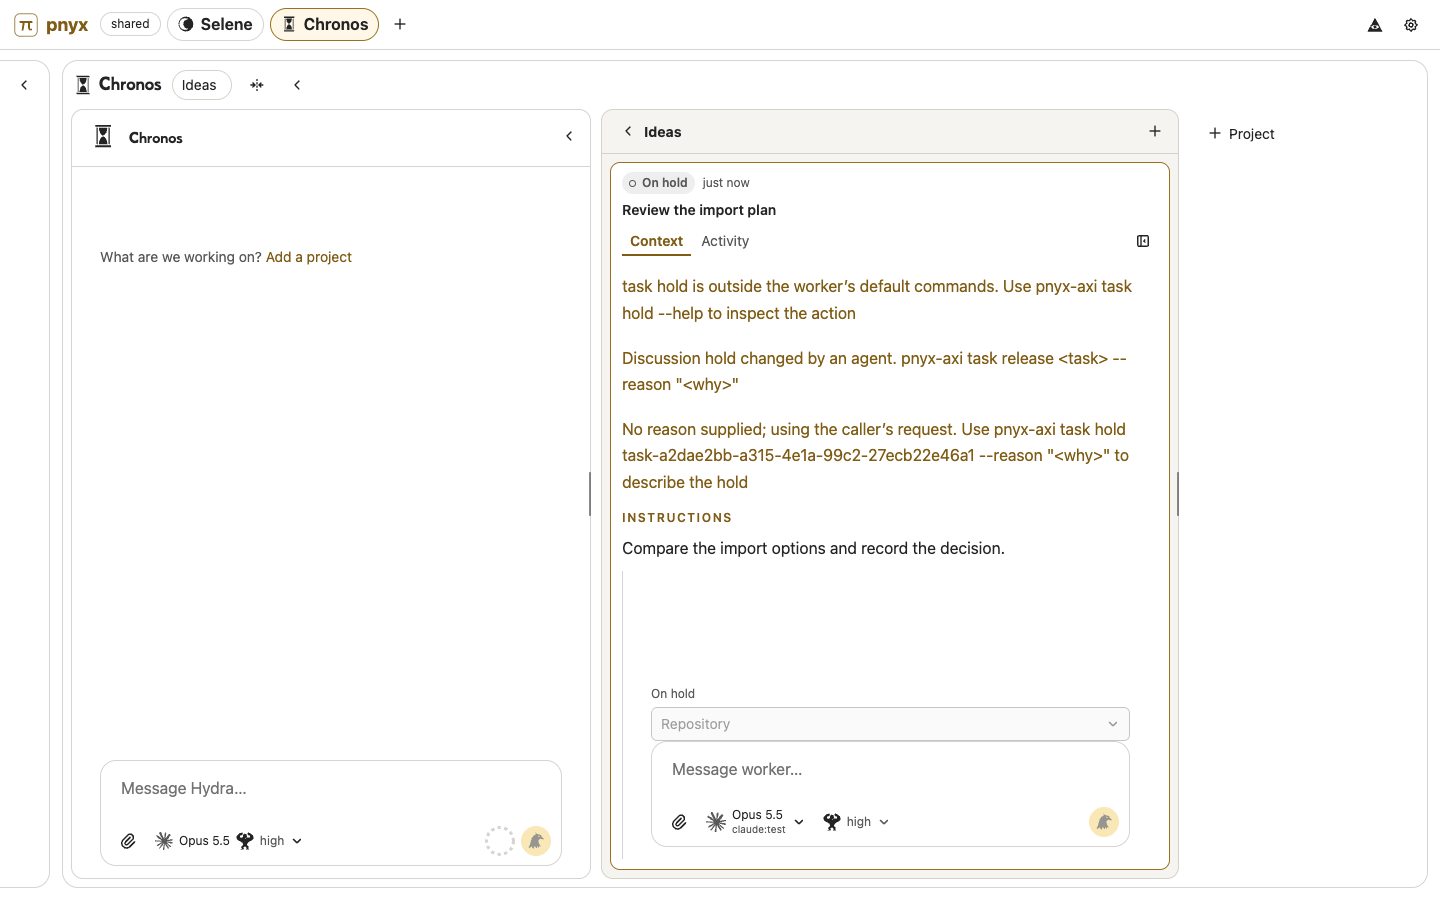 π pnyx shared Selene Chronos +
Chronos Ideas
Chronos
Ideas +
+ Project
On hold just now
Review the import plan
Context Activity
What are we working on? Add a project
task hold is outside the worker’s default commands. Use pnyx-axi task
hold --help to inspect the action
Discussion hold changed by an agent. pnyx-axi task release <task> --
reason "<why>"
No reason supplied; using the caller’s request. Use pnyx-axi task hold
task-a2dae2bb-a315-4e1a-99c2-27ecb22e46a1 --reason "<why>" to
describe the hold
INSTRUCTIONS
Compare the import options and record the decision.
On hold
Repository
Message worker...
Opus 5.5
claude:test
high
Message Hydra...
Opus 5.5 high